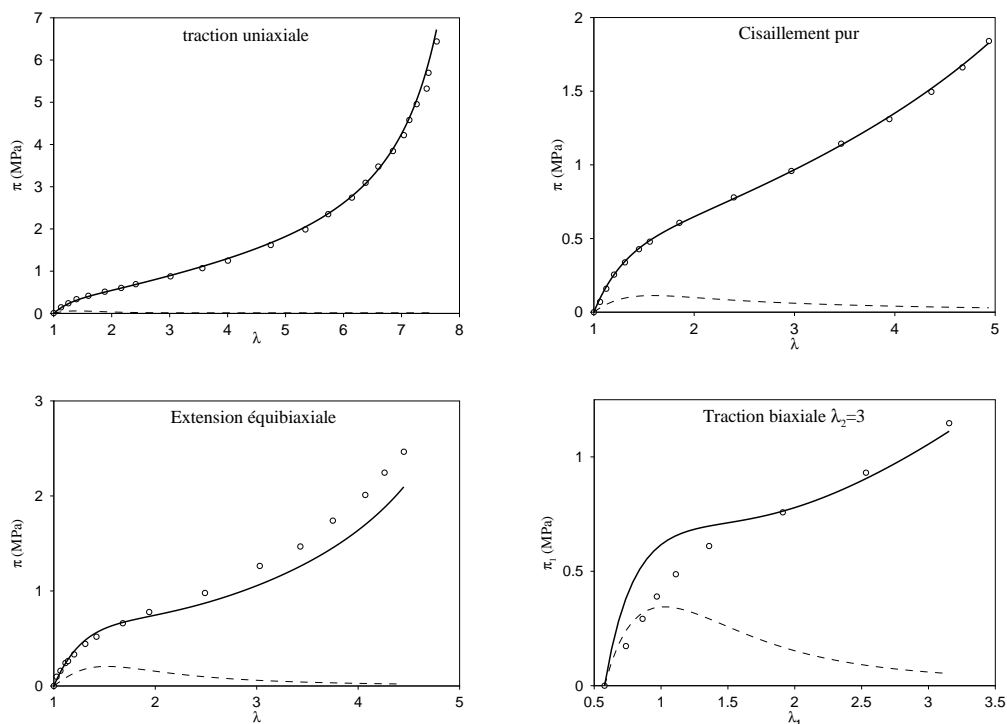 traction uniaxiale
7
6
5
4
3
2
1
0
π (MPa)
1 2 3 4 5 6 7 8
λ
Cisaillement pur
2
1.5
1
0.5
0
π (MPa)
1 2 3 4 5
λ
Extension équibiaxiale
3
2
1
0
π (MPa)
1 2 3 4 5
λ
Traction biaxiale λ₂=3
1
0.5
0
π₁ (MPa)
0.5 1 1.5 2 2.5 3 3.5
λ₁